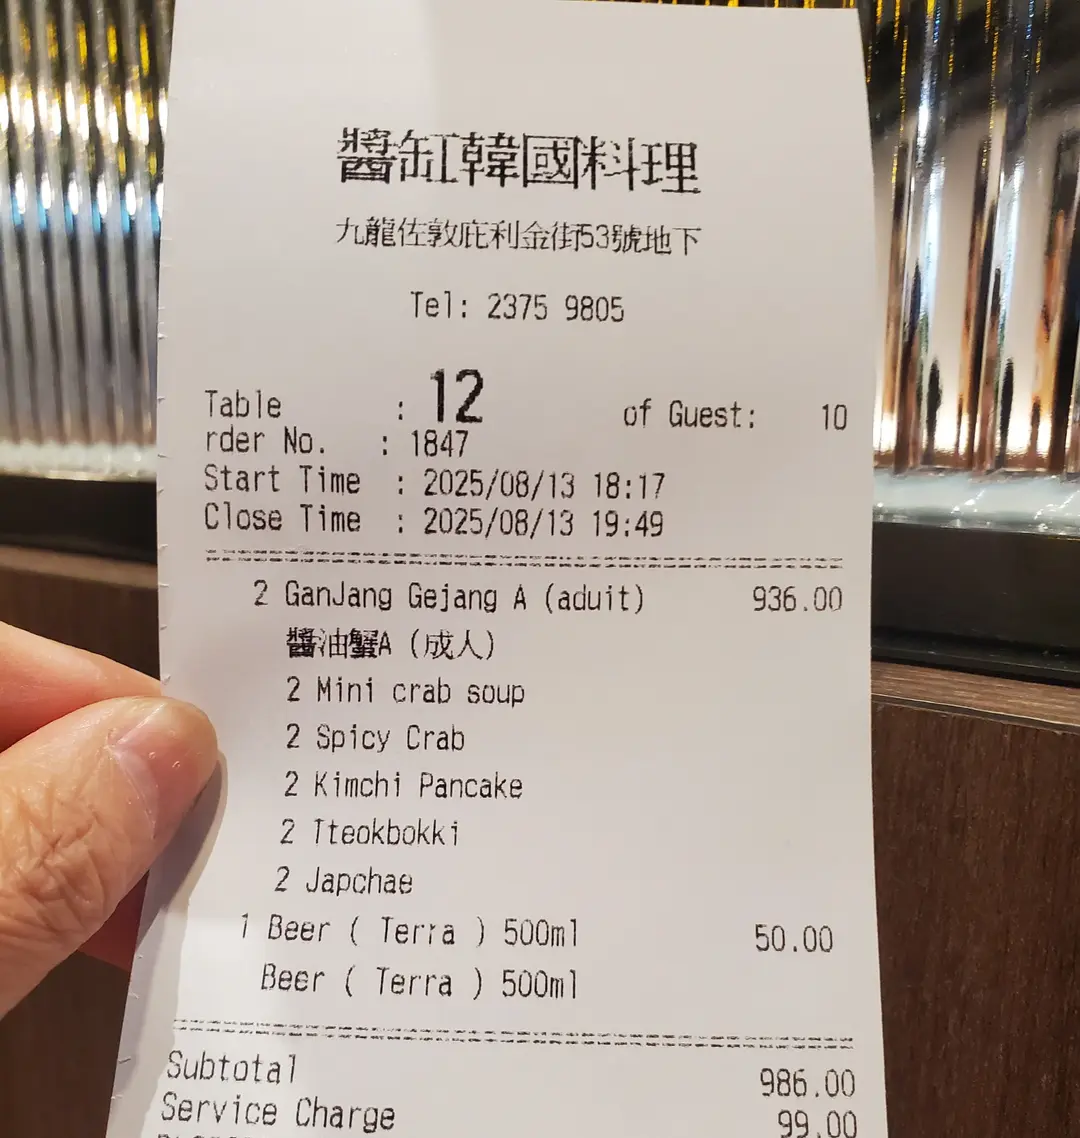 醬缸韓國料理
九龍佐敦庇利金街53號地下
Tel: 2375 9805
Table : 12 of Guest: 10
rder No. : 1847
Start Time : 2025/08/13 18:17
Close Time : 2025/08/13 19:49
2 GanJang Gejang A (aduit) 936.00
醬油蟹A (成人)
2 Mini crab soup
2 Spicy Crab
2 Kimchi Pancake
2 Tteokbokki
2 Japchae
1 Beer ( Terra ) 500ml 50.00
Beer ( Terra ) 500ml
Subtotal 986.00
Service Charge 99.00